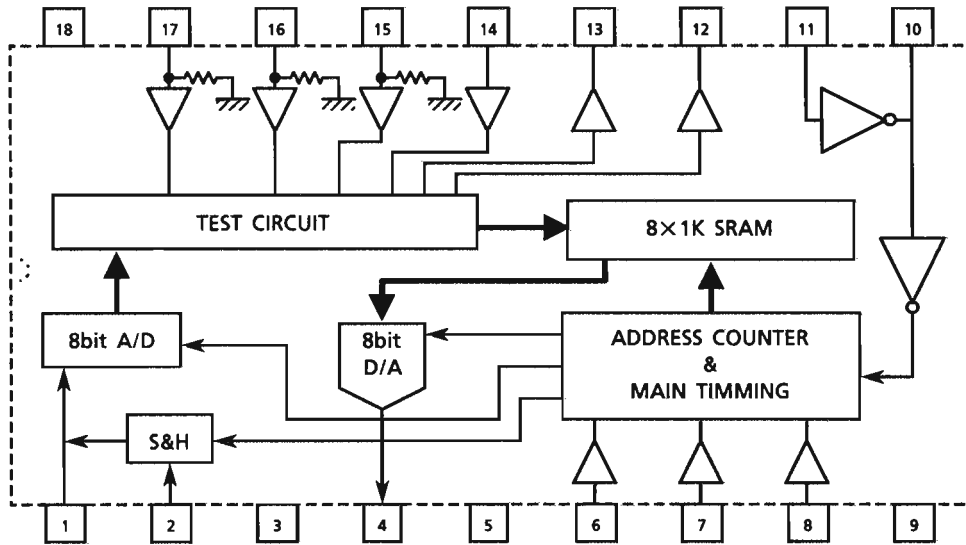 18 17 16 15 14 13 12 11 10
TEST CIRCUIT
8×1K SRAM
8bit A/D
8bit
D/A
ADDRESS COUNTER
&
MAIN TIMMING
S&H
1 2 3 4 5 6 7 8 9